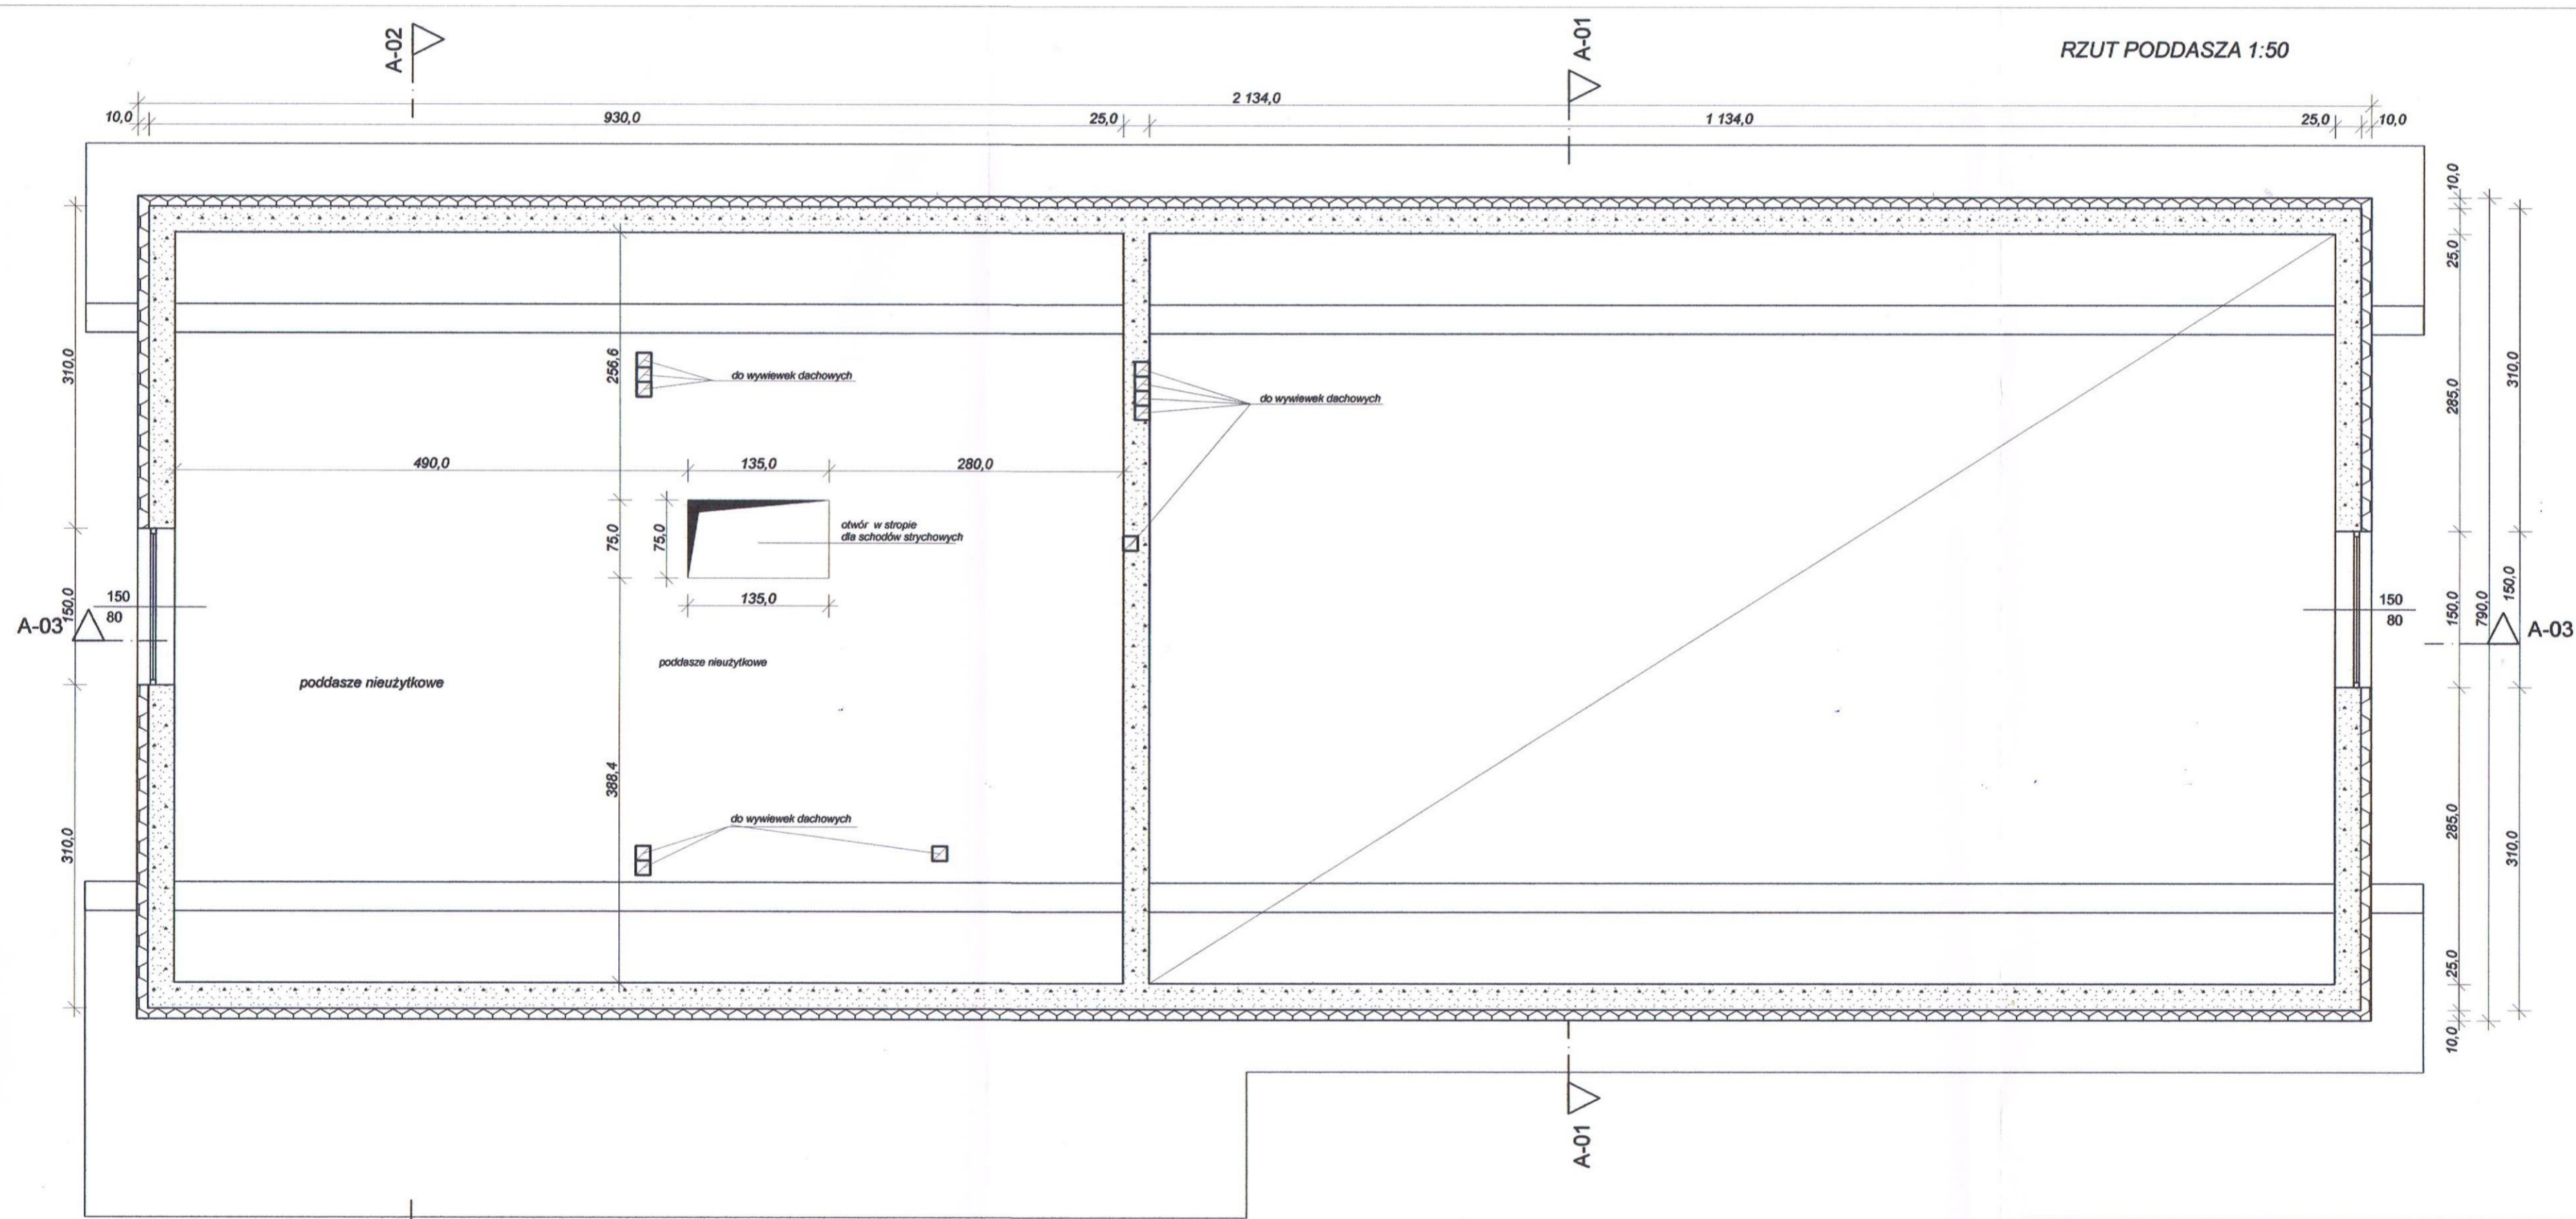 RZUT PODDASZA 1:50
A-02
A-01
2 134,0
10,0
930,0
25,0
1 134,0
25,0
10,0
310,0
150,0
310,0
256,6
75,0
388,4
75,0
do wywiewek dachowych
do wywiewek dachowych
490,0
135,0
280,0
otwór w stropie
dla schodów strychowych
135,0
150
80
A-03
poddasze nieużytkowe
poddasze nieużytkowe
do wywiewek dachowych
150
80
A-03
10,0
25,0
285,0
150,0
285,0
25,0
10,0
790,0
310,0
150,0
310,0
A-01